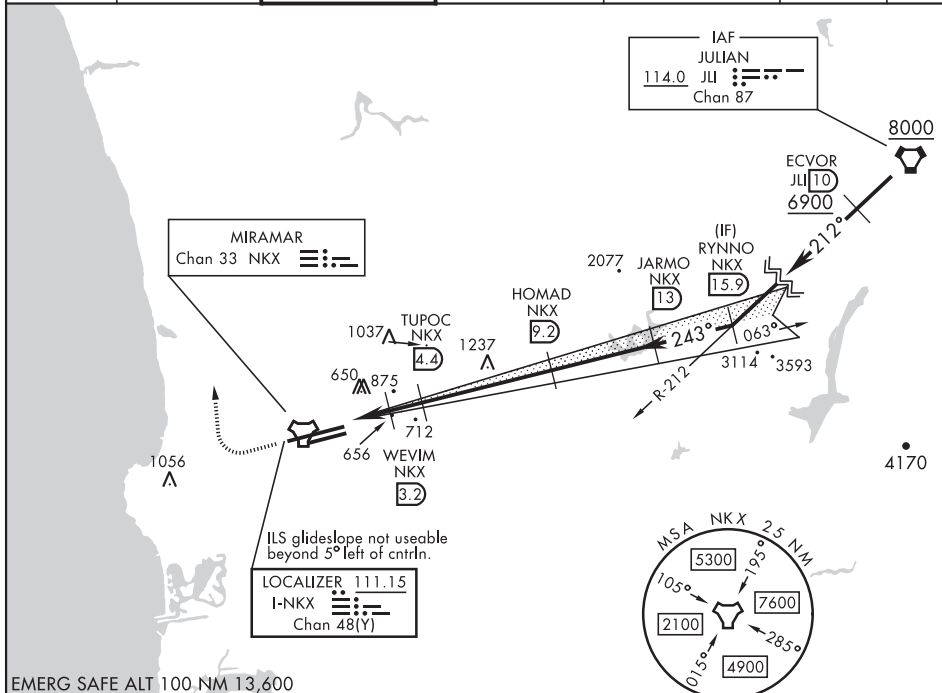 IAF
JULIAN
114.0 JLI
Chan 87
8000
ECVOR
JLI 10
6900
212°
(IF)
RYNNO
NKX
15.9
JARMO
NKX
13
2077
HOMAD
NKX
9.2
MIRAMAR
Chan 33 NKX
TUPOC
NKX
4.4
1037
1237
243°
063°
3114
3593
R-212
650
875
712
656
WEVIM
NKX
3.2
1056
4170
ILS glideslope not useable
beyond 5° left of cntrln.
LOCALIZER 111.15
I-NKX
Chan 48(Y)
MSA NKX 25 NM
5300
195°
105°
7600
2100
285°
015°
4900
EMERG SAFE ALT 100 NM 13,600